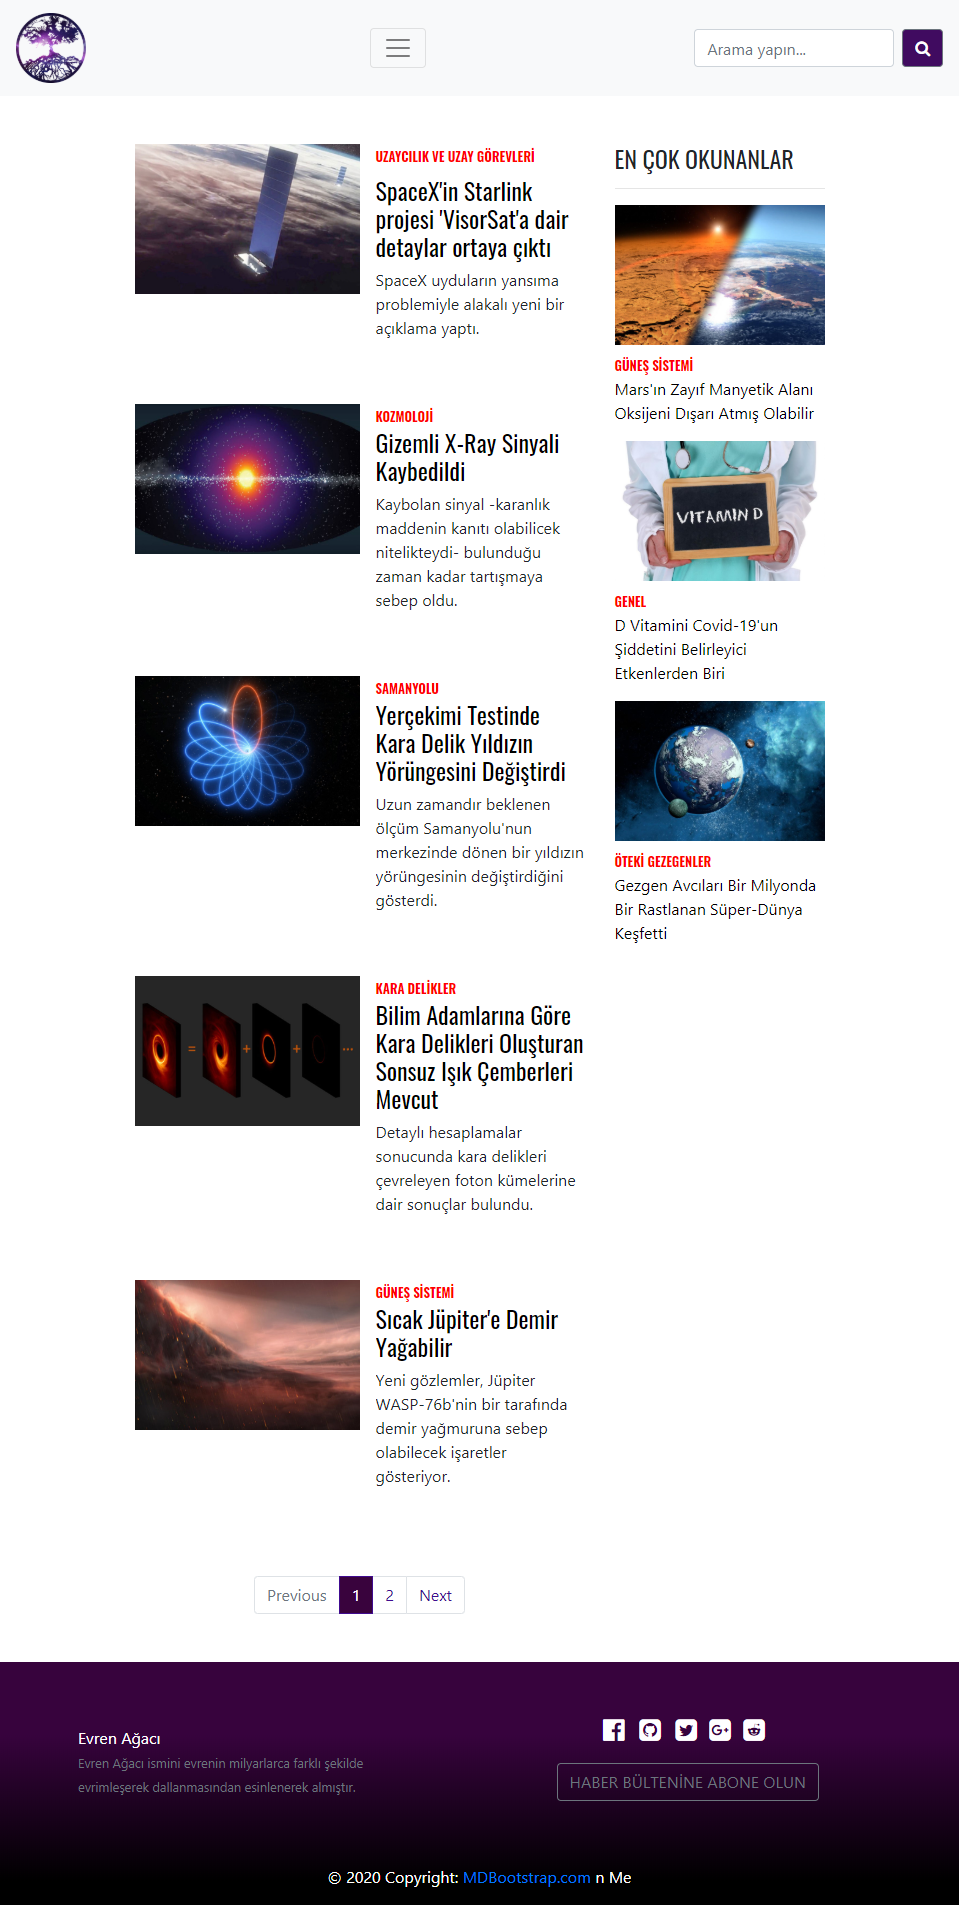 Arama yapın...
UZAYCILIK VE UZAY GÖREVLERİ
SpaceX'in Starlink
projesi 'VisorSat'a dair
detaylar ortaya çıktı
SpaceX uyduların yansıma
problemiyle alakalı yeni bir
açıklama yaptı.
KOZMOLOJİ
Gizemli X-Ray Sinyali
Kaybedildi
Kaybolan sinyal -karanlık
maddenin kanıtı olabilicek
nitelikteydi- bulunduğu
zaman kadar tartışmaya
sebep oldu.
SAMANYOLU
Yerçekimi Testinde
Kara Delik Yıldızın
Yörüngesini Değiştirdi
Uzun zamandır beklenen
ölçüm Samanyolu'nun
merkezinde dönen bir yıldızın
yörüngesinin değiştirdiğini
gösterdi.
KARA DELİKLER
Bilim Adamlarına Göre
Kara Delikleri Oluşturan
Sonsuz Işık Çemberleri
Mevcut
Detaylı hesaplamalar
sonucunda kara delikleri
çevreleyen foton kümelerine
dair sonuçlar bulundu.
GÜNEŞ SİSTEMİ
Sıcak Jüpiter'e Demir
Yağabilir
Yeni gözlemler, Jüpiter
WASP-76b'nin bir tarafında
demir yağmuruna sebep
olabilecek işaretler
gösteriyor.
EN ÇOK OKUNANLAR
GÜNEŞ SİSTEMİ
Mars'ın Zayıf Manyetik Alanı
Oksijeni Dışarı Atmış Olabilir
VITAMIN D
GENEL
D Vitamini Covid-19'un
Şiddetini Belirleyici
Etkenlerden Biri
ÖTEKİ GEZEGENLER
Gezgen Avcıları Bir Milyonda
Bir Rastlanan Süper-Dünya
Keşfetti
Previous 1 2 Next
Evren Ağacı
Evren Ağacı ismini evrenin milyarlarca farklı şekilde
evrimleşerek dallanmasından esinlenerek almıştır.
HABER BÜLTENİNE ABONE OLUN
© 2020 Copyright: MDBootstrap.com n Me